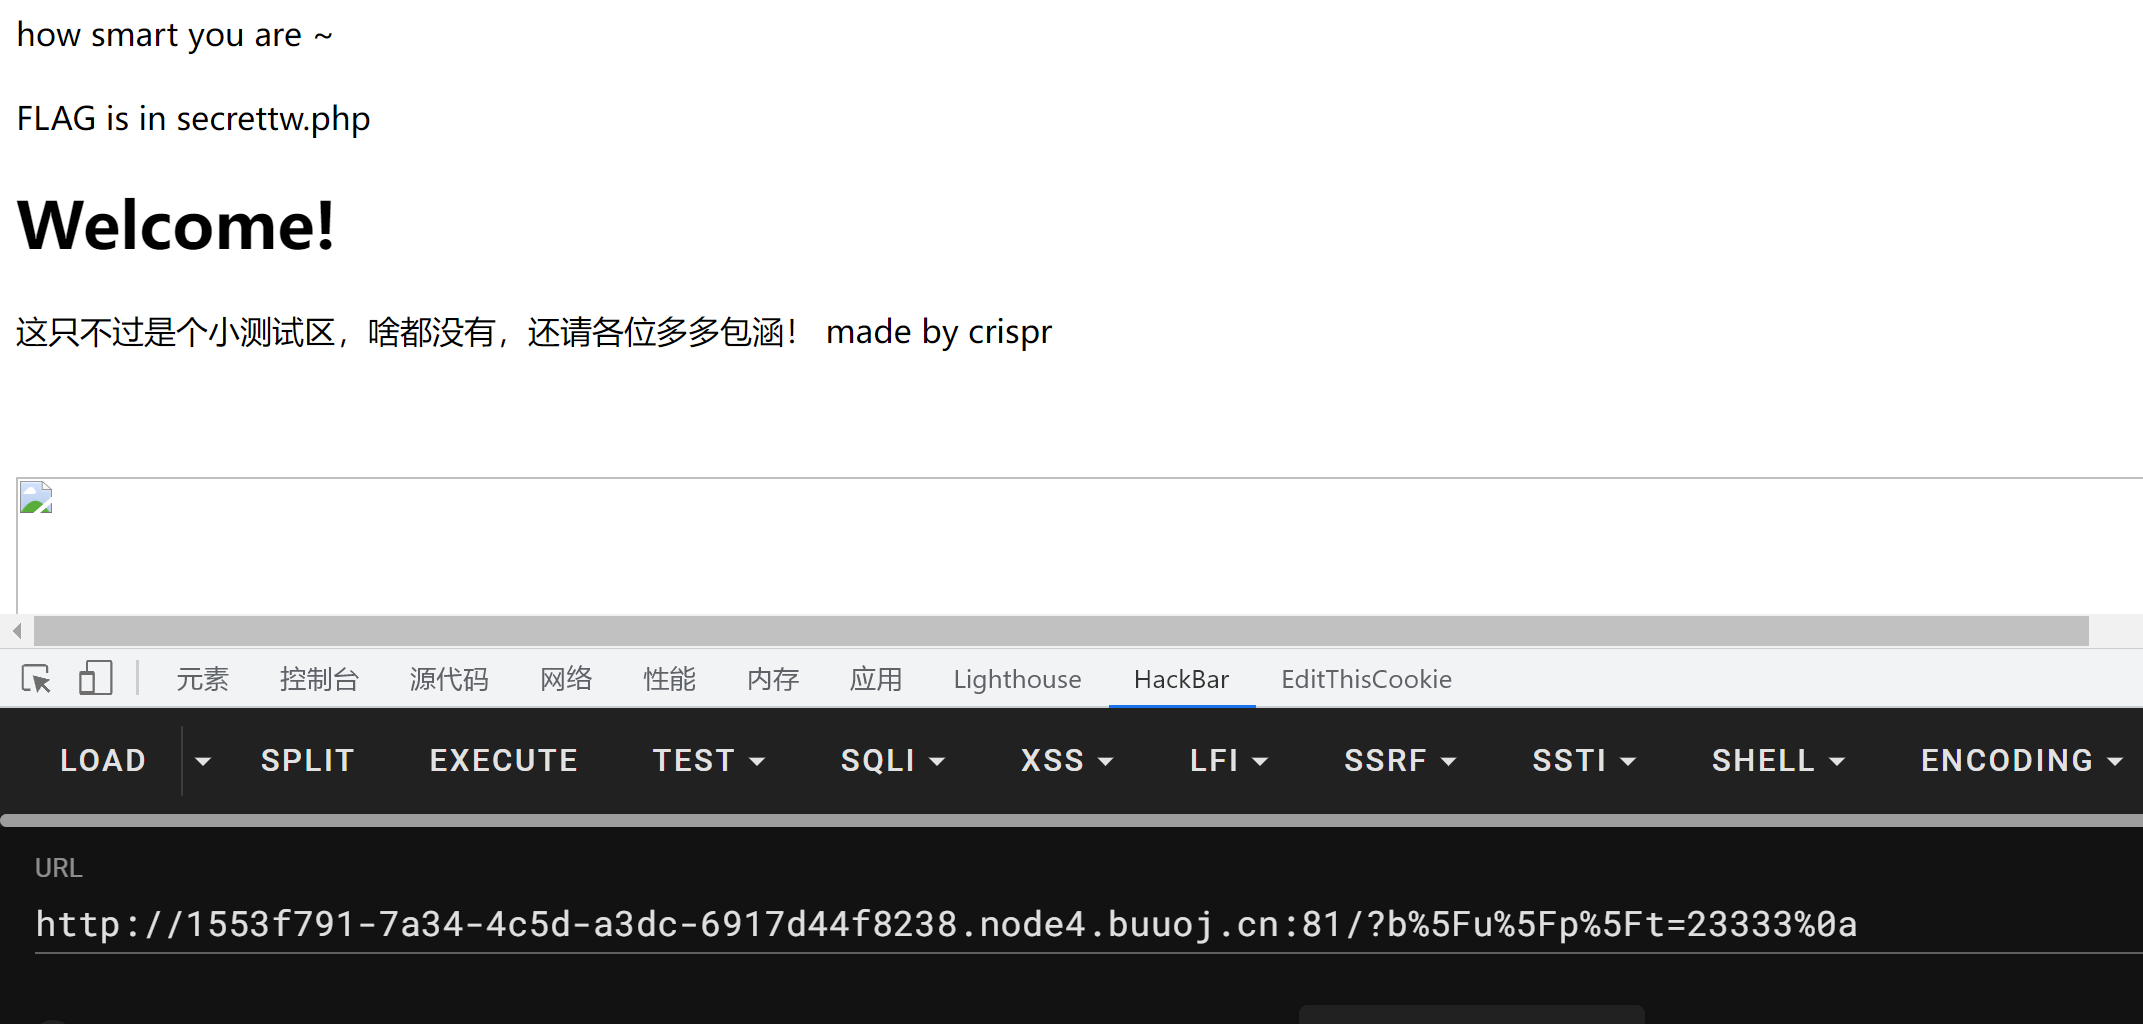 how smart you are ~
FLAG is in secrettw.php
Welcome!
这只不过是个小测试区，啥都没有，还请各位多多包涵！ made by crispr
元素 控制台 源代码 网络 性能 内存 应用 Lighthouse HackBar EditThisCookie
LOAD SPLIT EXECUTE TEST SQLI XSS LFI SSRF SSTI SHELL ENCODING
URL
http://1553f791-7a34-4c5d-a3dc-6917d44f8238.node4.buuoj.cn:81/?b%5Fu%5Fp%5Ft=23333%0a